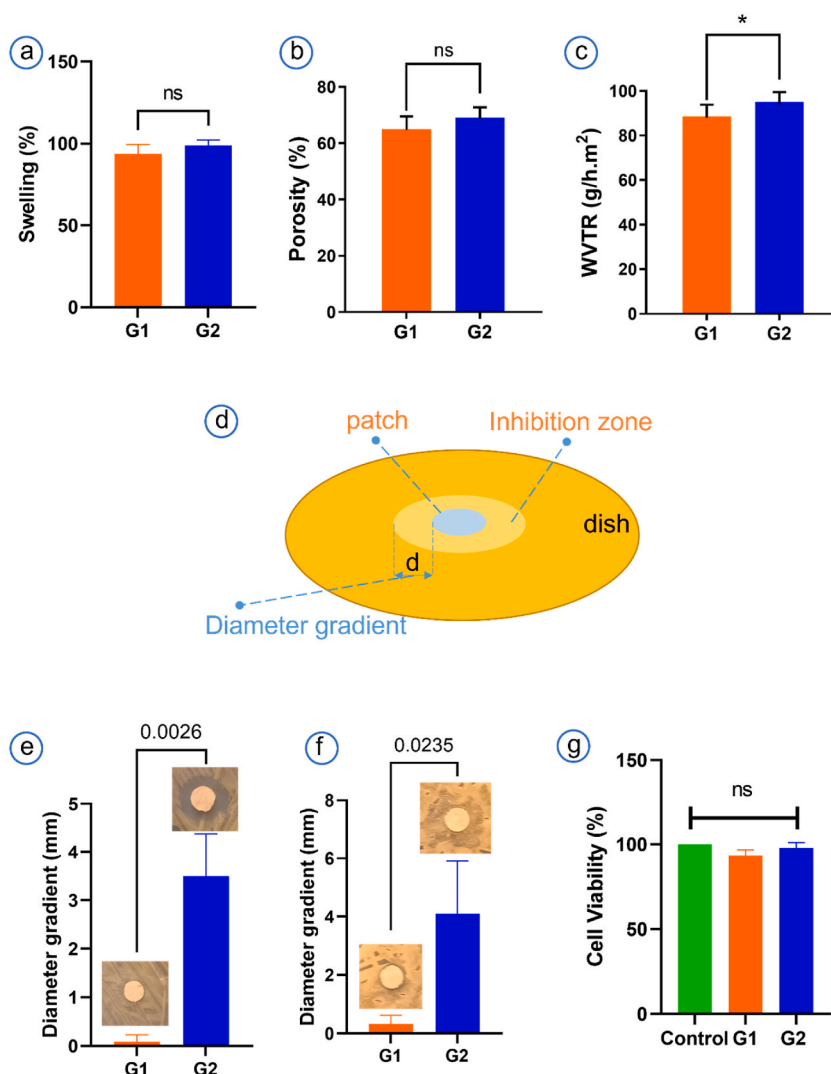 a
Swelling (%)
150
100
50
0
ns
G1 G2
b
Porosity (%)
80
60
40
20
0
ns
G1 G2
c
WVTR (g/h.m²)
100
80
60
40
20
0
*
G1 G2
d
patch
Inhibition zone
dish
d
Diameter gradient
e
Diameter gradient (mm)
0.0026
5
4
3
2
1
0
G1 G2
f
Diameter gradient (mm)
0.0235
8
6
4
2
0
G1 G2
g
Cell Viability (%)
150
100
50
0
ns
Control G1 G2